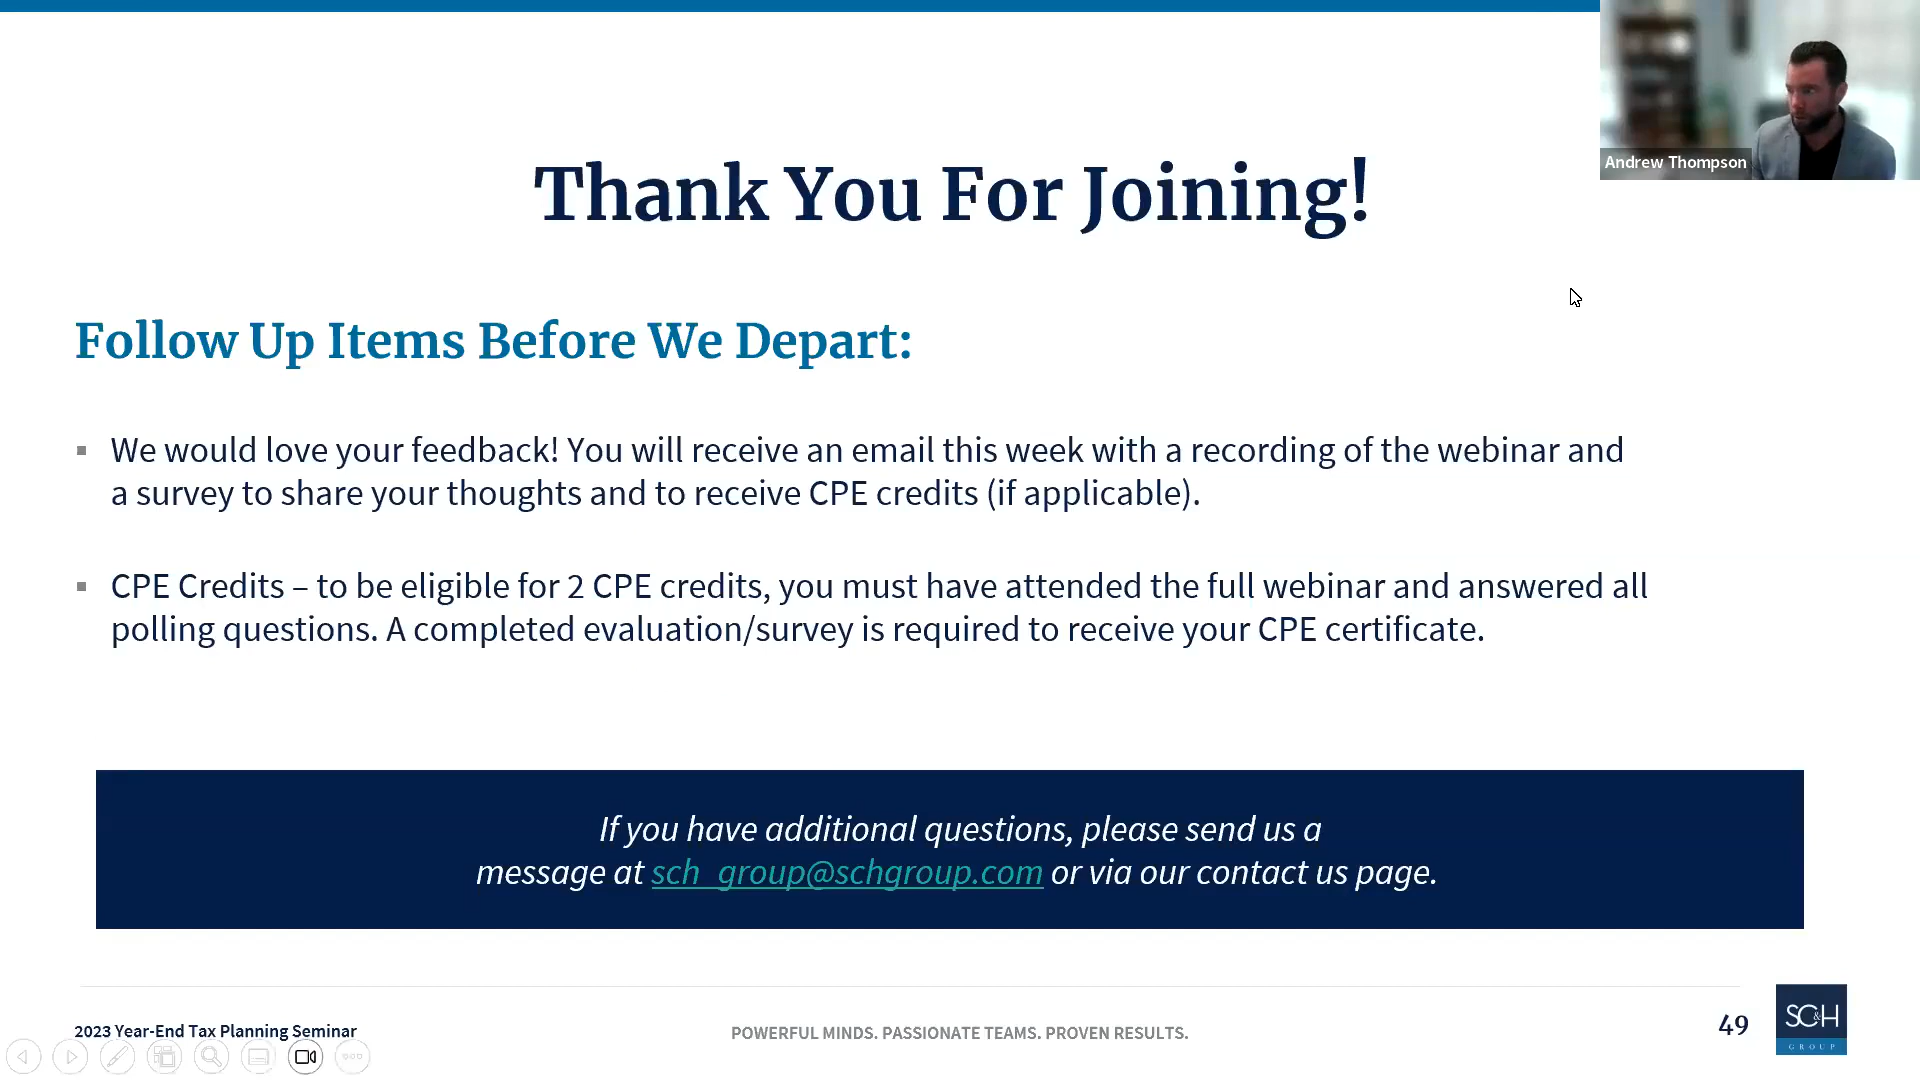 Andrew Thompson
Thank You For Joining!
Follow Up Items Before We Depart:
We would love your feedback! You will receive an email this week with a recording of the webinar and
a survey to share your thoughts and to receive CPE credits (if applicable).
CPE Credits – to be eligible for 2 CPE credits, you must have attended the full webinar and answered all
polling questions. A completed evaluation/survey is required to receive your CPE certificate.
If you have additional questions, please send us a
message at sch_group@schgroup.com or via our contact us page.
2023 Year-End Tax Planning Seminar
POWERFUL MINDS. PASSIONATE TEAMS. PROVEN RESULTS.
49
SC&H
GROUP